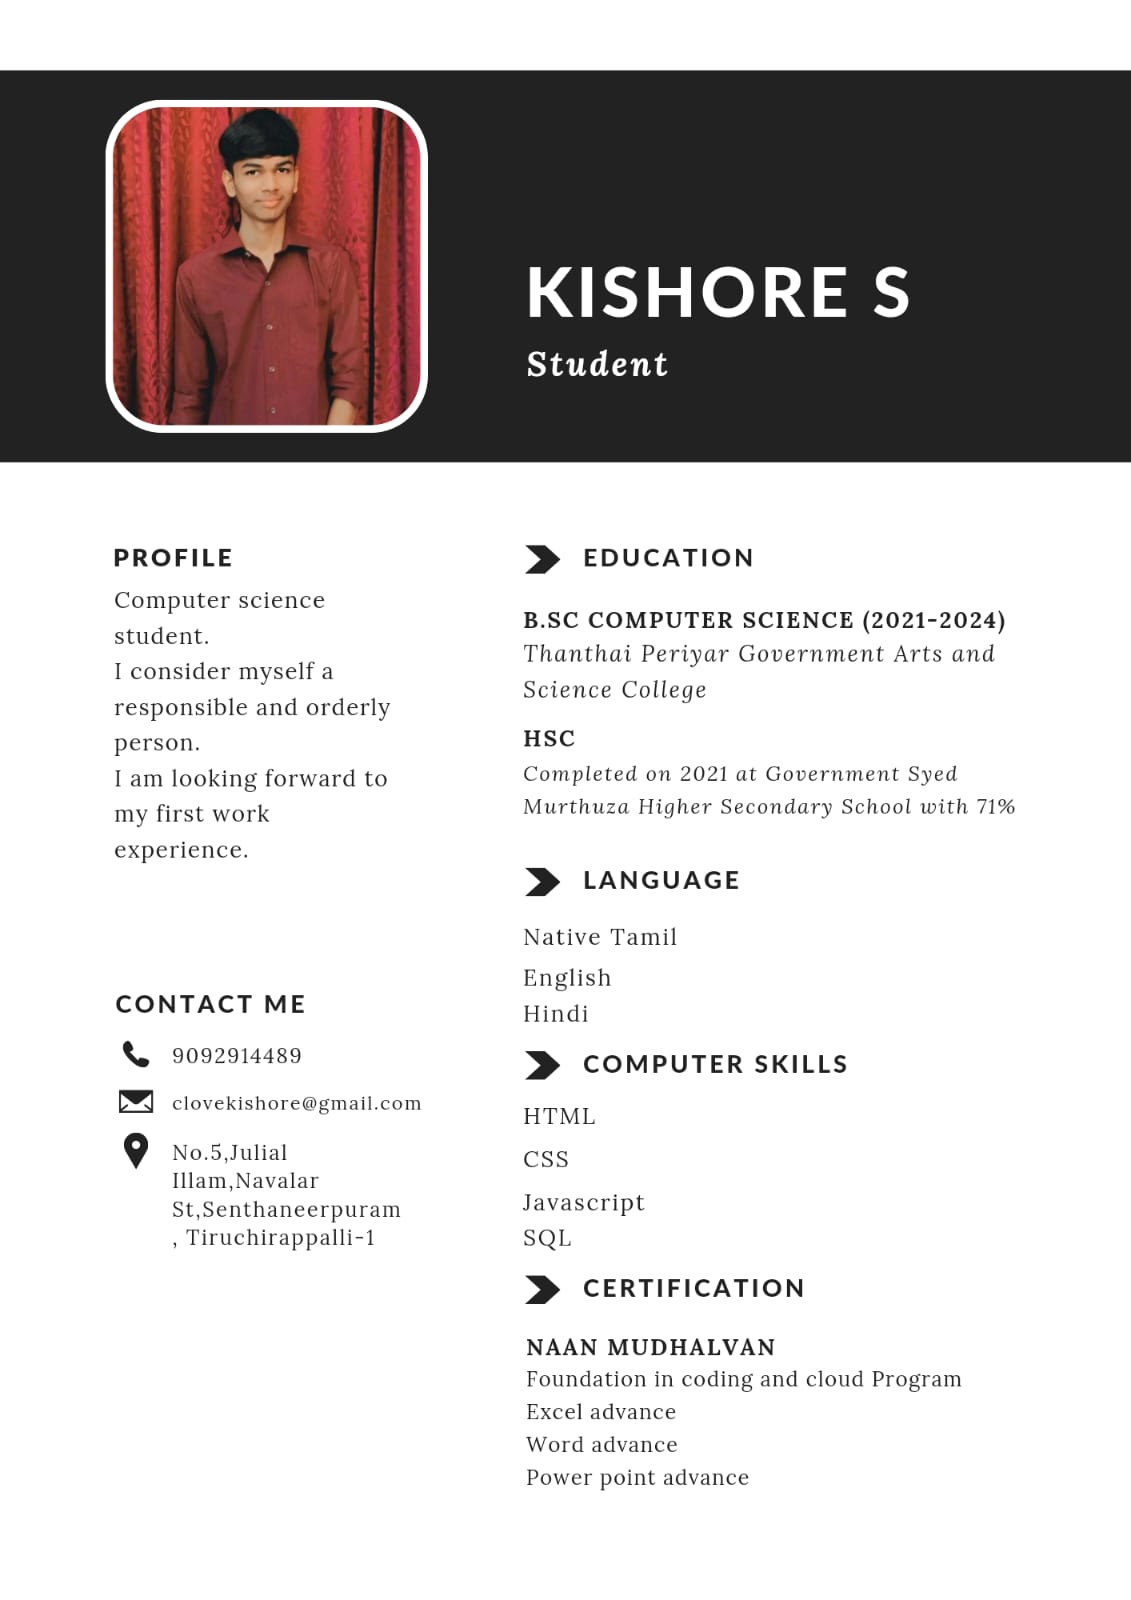 KISHORE S
Student
PROFILE
Computer science
student.
I consider myself a
responsible and orderly
person.
I am looking forward to
my first work
experience.
CONTACT ME
9092914489
clovekishore@gmail.com
No.5,Julial
Illam,Navalar
St,Senthaneerpuram
, Tiruchirappalli-1
EDUCATION
B.SC COMPUTER SCIENCE (2021-2024)
Thanthai Periyar Government Arts and
Science College
HSC
Completed on 2021 at Government Syed
Murthuza Higher Secondary School with 71%
LANGUAGE
Native Tamil
English
Hindi
COMPUTER SKILLS
HTML
CSS
Javascript
SQL
CERTIFICATION
NAAN MUDHALVAN
Foundation in coding and cloud Program
Excel advance
Word advance
Power point advance